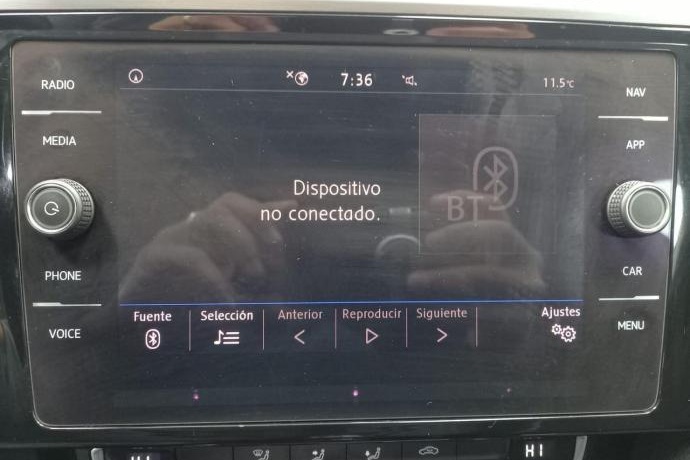 RADIO
7:36
11.5°C
NAV
MEDIA
APP
BT
Dispositivo
no conectado.
PHONE
CAR
Fuente
Selección
Anterior
Reproducir
Siguiente
Ajustes
VOICE
MENU
HI